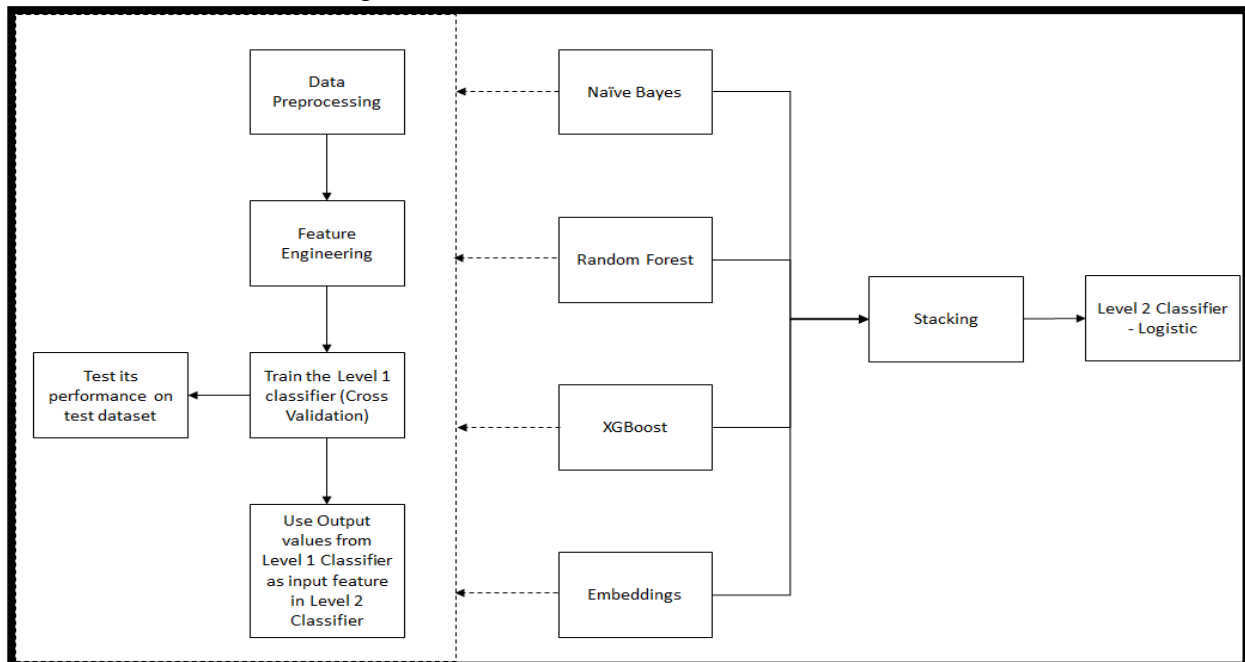 Data
Preprocessing
Feature
Engineering
Test its
performance on
test dataset
Train the Level 1
classifier (Cross
Validation)
Use Output
values from
Level 1 Classifier
as input feature
in Level 2
Classifier
Naïve Bayes
Random Forest
XGBoost
Embeddings
Stacking
Level 2 Classifier
- Logistic